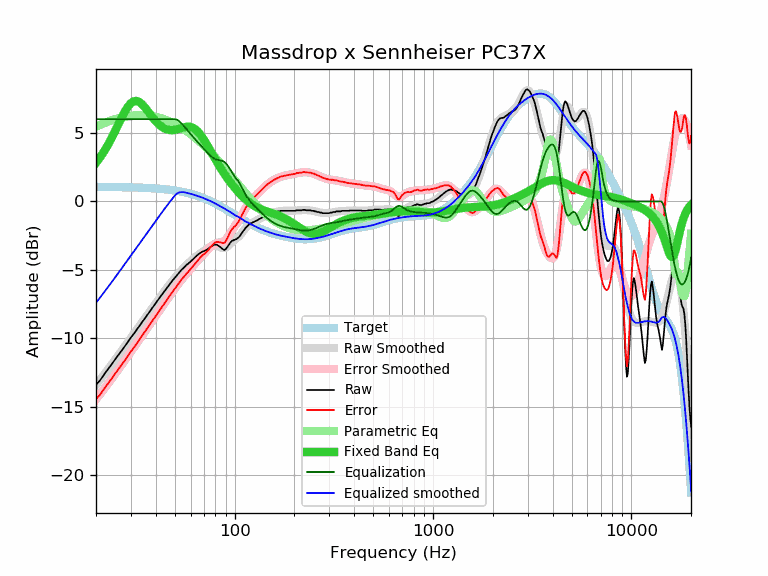 Massdrop x Sennheiser PC37X
5
0
−5
−10
−15
−20
Amplitude (dBr)
Target
Raw Smoothed
Error Smoothed
Raw
Error
Parametric Eq
Fixed Band Eq
Equalization
Equalized smoothed
100
1000
10000
Frequency (Hz)